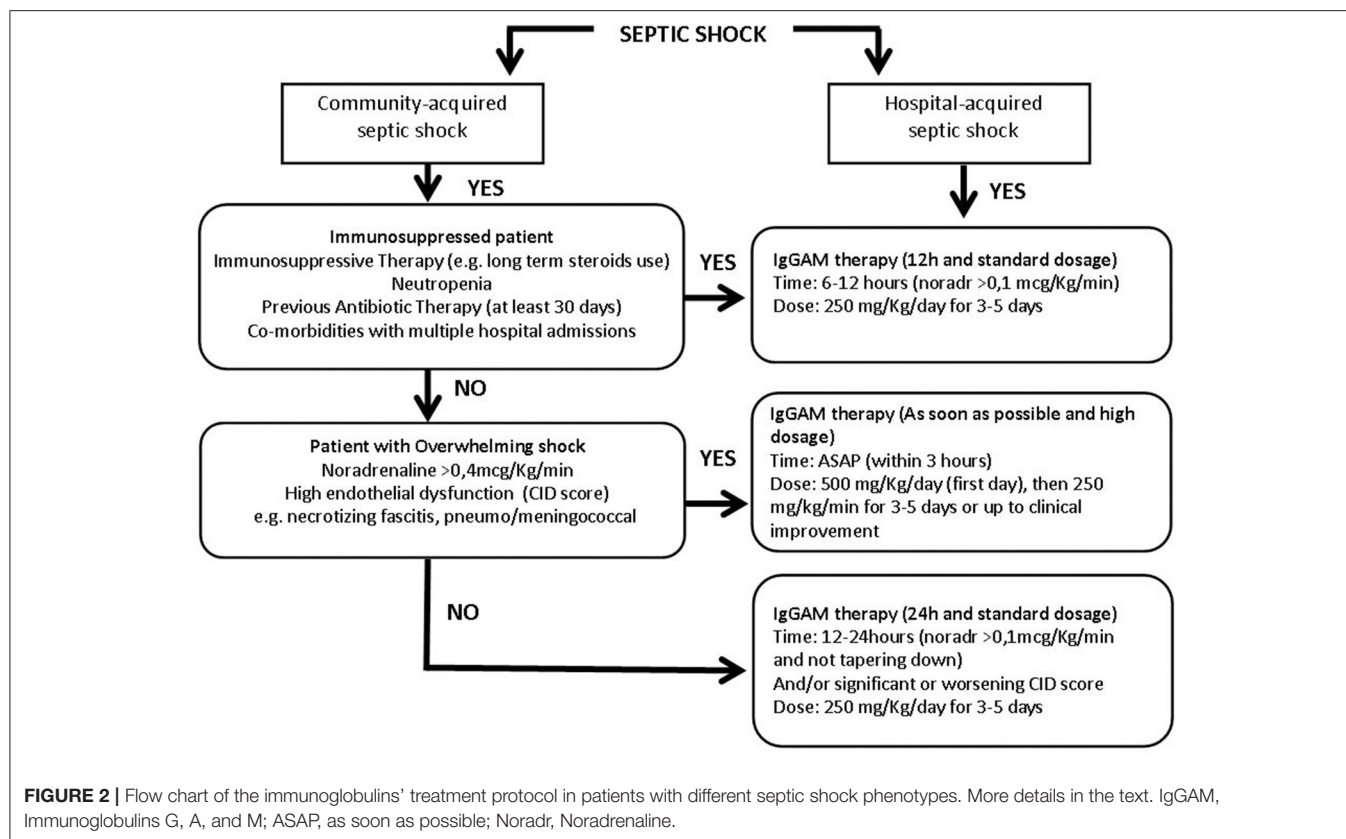 SEPTIC SHOCK
Community-acquired
septic shock
Hospital-acquired
septic shock
YES
YES
Immunosuppressed patient
Immunosuppressive Therapy (e.g. long term steroids use)
Neutropenia
Previous Antibiotic Therapy (at least 30 days)
Co-morbidities with multiple hospital admissions
YES
IgGAM therapy (12h and standard dosage)
Time: 6-12 hours (noradr >0,1 mcg/Kg/min)
Dose: 250 mg/Kg/day for 3-5 days
NO
Patient with Overwhelming shock
Noradrenaline >0,4mcg/Kg/min
High endothelial dysfunction (CID score)
e.g. necrotizing fascitis, pneumo/meningococcal
YES
IgGAM therapy (As soon as possible and high
dosage)
Time: ASAP (within 3 hours)
Dose: 500 mg/Kg/day (first day), then 250
mg/kg/min for 3-5 days or up to clinical
improvement
NO
IgGAM therapy (24h and standard dosage)
Time: 12-24hours (noradr >0,1mcg/Kg/min
and not tapering down)
And/or significant or worsening CID score
Dose: 250 mg/Kg/day for 3-5 days
FIGURE 2 | Flow chart of the immunoglobulins' treatment protocol in patients with different septic shock phenotypes. More details in the text. IgGAM,
Immunoglobulins G, A, and M; ASAP, as soon as possible; Noradr, Noradrenaline.